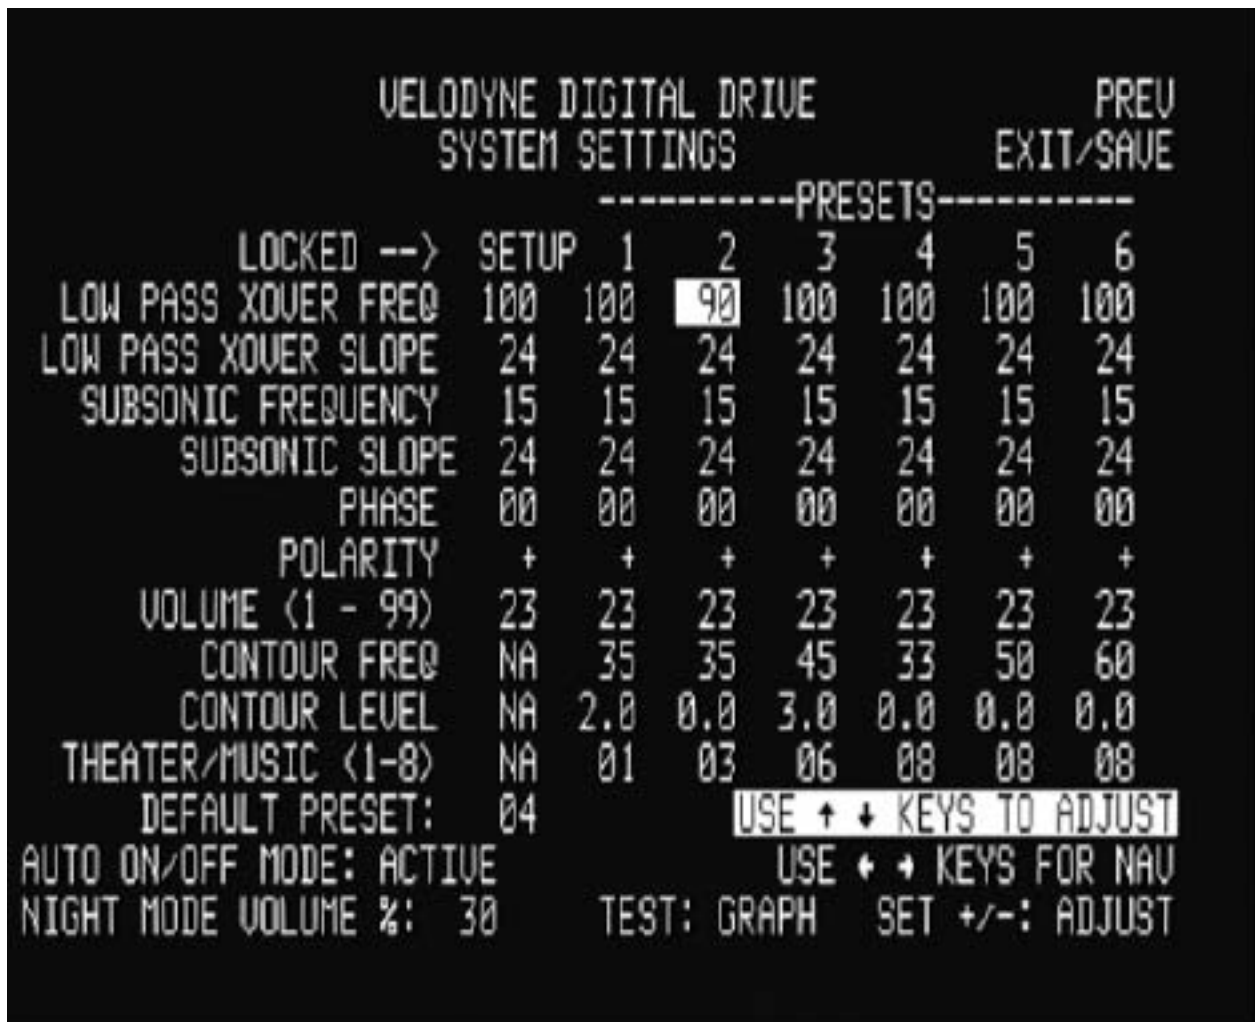 VELODYNE DIGITAL DRIVE PREV
SYSTEM SETTINGS EXIT/SAVE
----------PRESETS----------
LOCKED --> SETUP 1 2 3 4 5 6
LOW PASS XOVER FREQ 100 100 90 100 100 100 100
LOW PASS XOVER SLOPE 24 24 24 24 24 24 24
SUBSONIC FREQUENCY 15 15 15 15 15 15 15
SUBSONIC SLOPE 24 24 24 24 24 24 24
PHASE 00 00 00 00 00 00 00
POLARITY + + + + + + +
VOLUME (1 - 99) 23 23 23 23 23 23 23
CONTOUR FREQ NA 35 35 45 33 50 60
CONTOUR LEVEL NA 2.0 0.0 3.0 0.0 0.0 0.0
THEATER/MUSIC (1-8) NA 01 03 06 08 08 08
DEFAULT PRESET: 04 USE ↑ ↓ KEYS TO ADJUST
AUTO ON/OFF MODE: ACTIVE USE ← → KEYS FOR NAV
NIGHT MODE VOLUME %: 30 TEST: GRAPH SET +/-: ADJUST